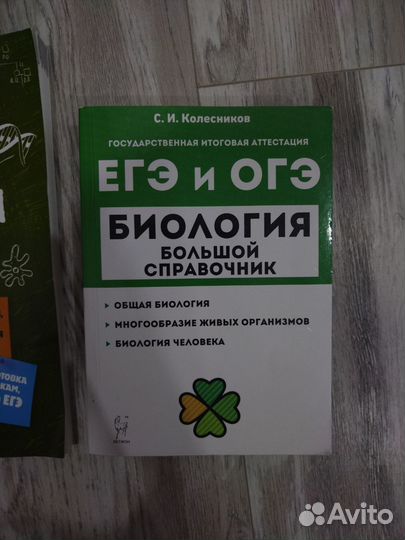 С. И. Колесников
ГОСУДАРСТВЕННАЯ ИТОГОВАЯ АТТЕСТАЦИЯ
ЕГЭ И ОГЭ
БИОЛОГИЯ
БОЛЬШОЙ
СПРАВОЧНИК
ОБЩАЯ БИОЛОГИЯ
МНОГООБРАЗИЕ ЖИВЫХ ОРГАНИЗМОВ
БИОЛОГИЯ ЧЕЛОВЕКА
ЛЕГИОН
ЕГЭ
Avito